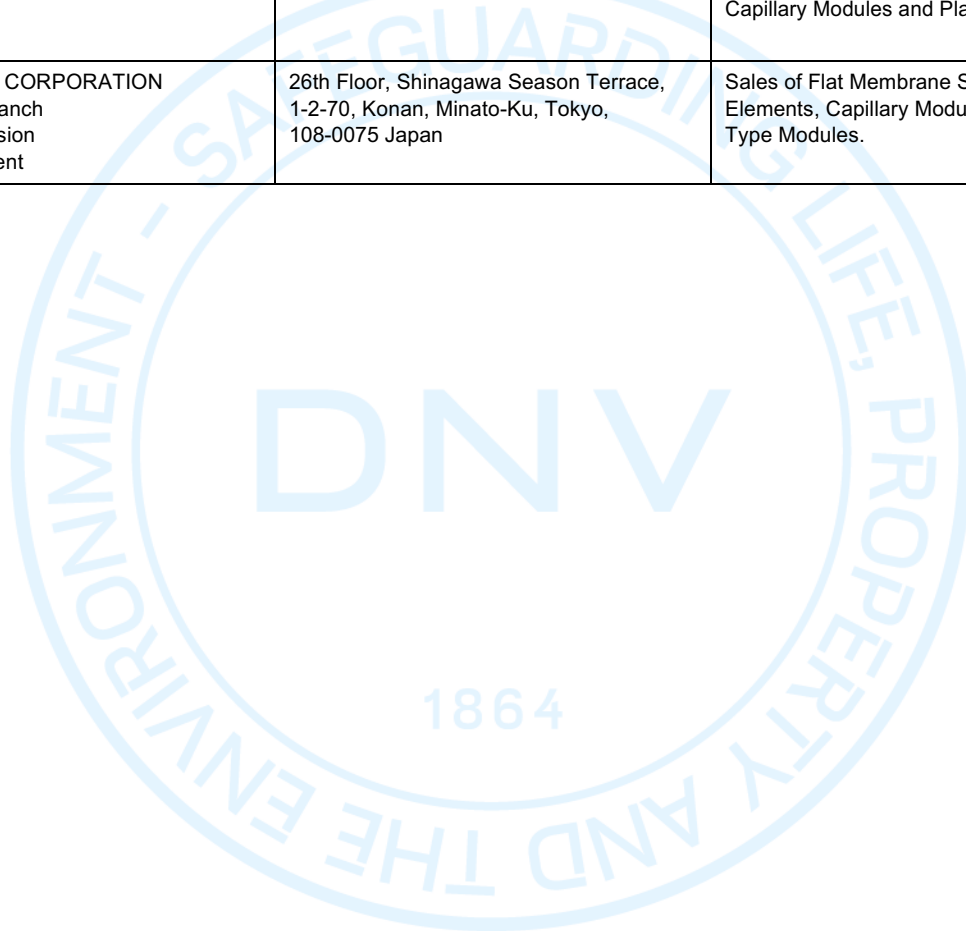 Capillary Modules and Pla
CORPORATION
anch
sion
ent
26th Floor, Shinagawa Season Terrace,
1-2-70, Konan, Minato-Ku, Tokyo,
108-0075 Japan
Sales of Flat Membrane S
Elements, Capillary Modu
Type Modules.
SAFEGUARDING LIFE, PROPERTY AND THE ENVIRONMENT -
DNV
1864